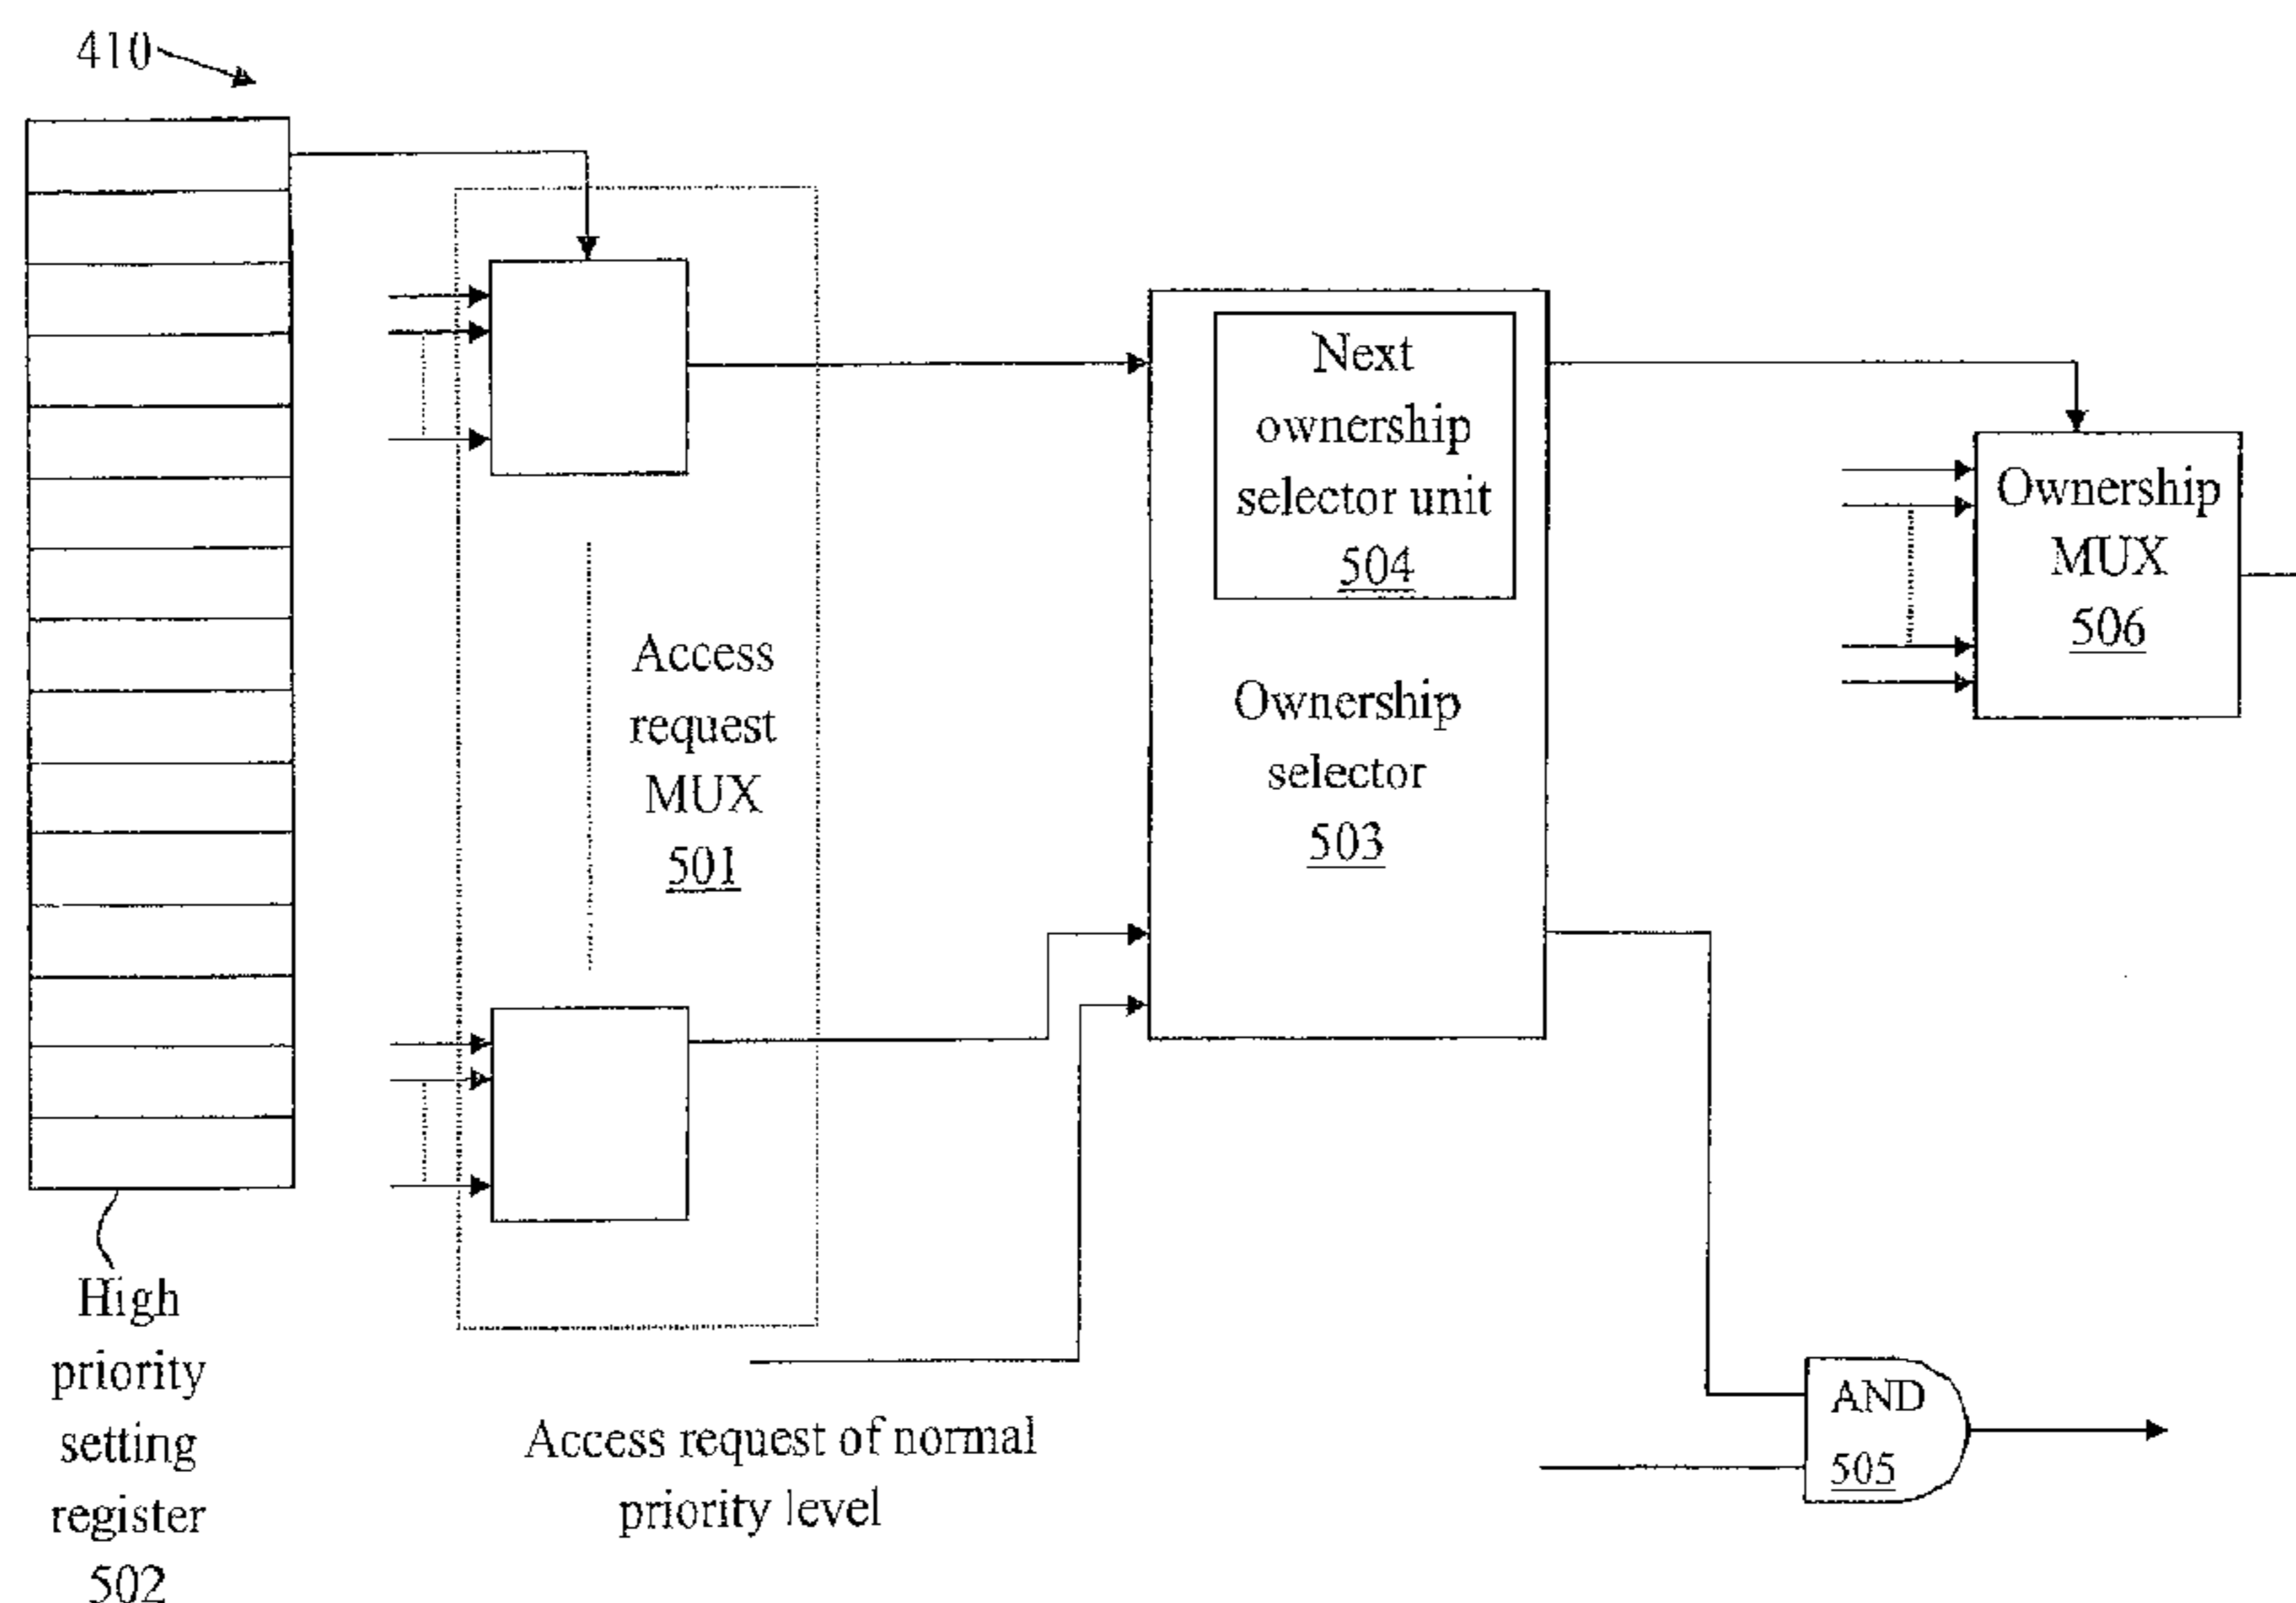 410
Next
ownership
selector unit
504
Ownership
MUX
506
Access
request
MUX
501
Ownership
selector
503
High
priority
setting
register
502
Access request of normal
priority level
AND
505